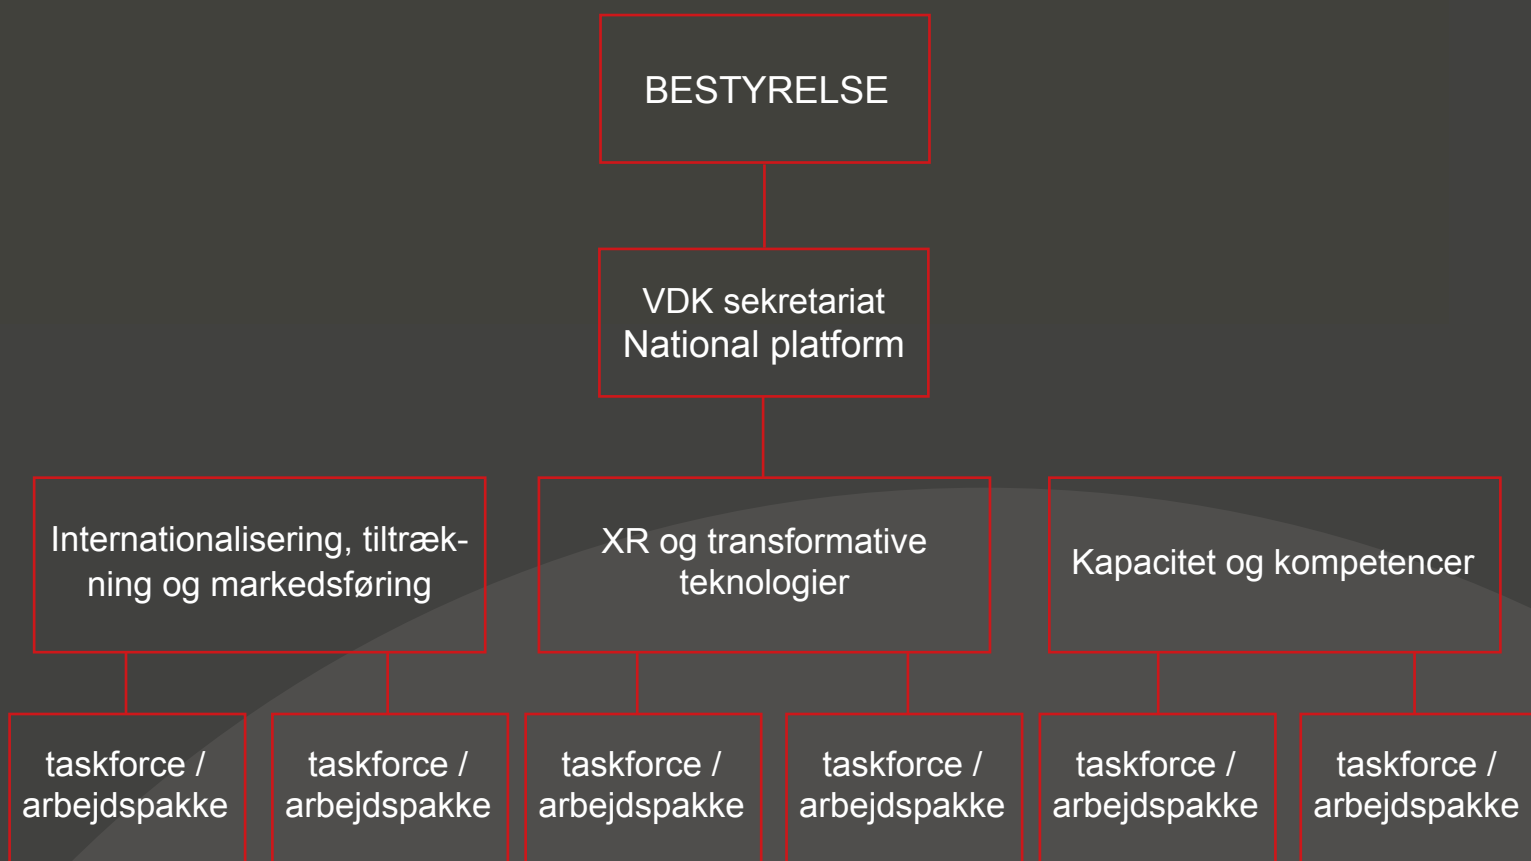 BESTYRELSE
VDK sekretariat
National platform
Internationalisering, tiltræk-
ning og markedsføring
XR og transformative
teknologier
Kapacitet og kompetencer
taskforce /
arbejdspakke
taskforce /
arbejdspakke
taskforce /
arbejdspakke
taskforce /
arbejdspakke
taskforce /
arbejdspakke
taskforce /
arbejdspakke